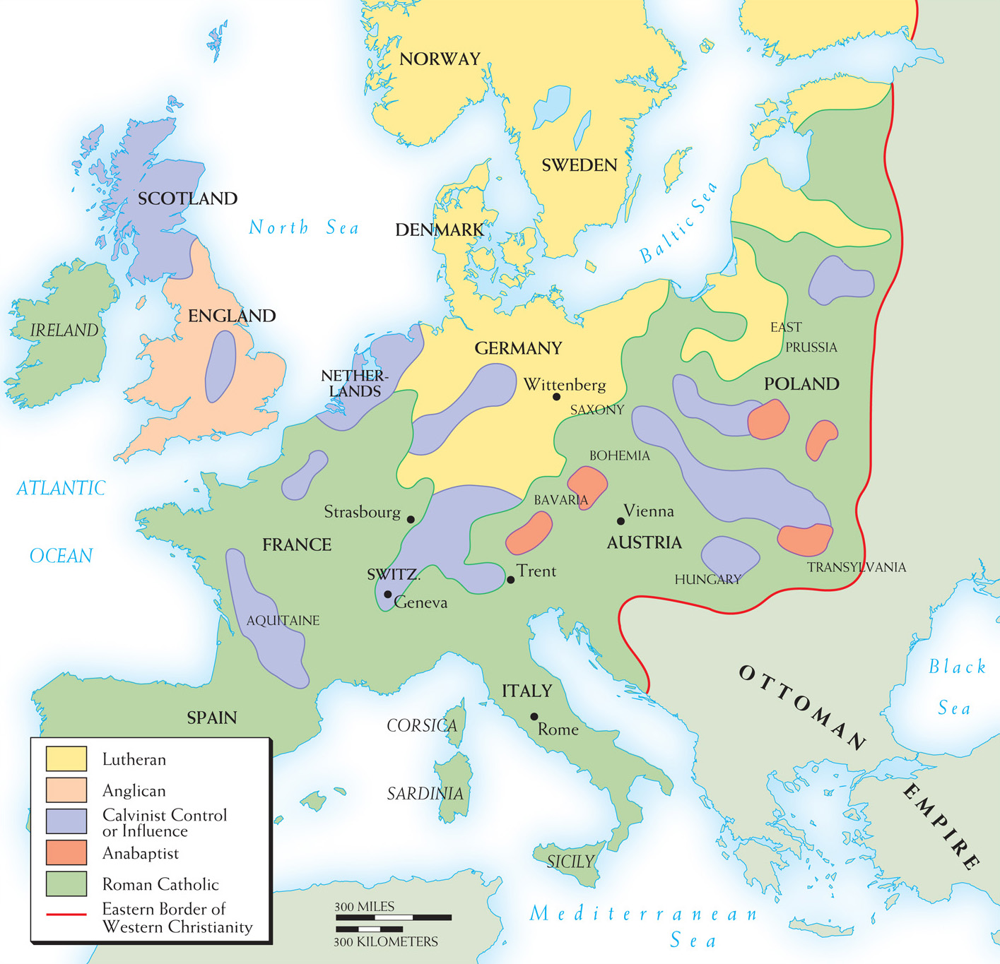 NORWAY
SWEDEN
SCOTLAND
North Sea
DENMARK
Baltic Sea
ENGLAND
IRELAND
EAST
PRUSSIA
GERMANY
NETHER-
LANDS
Wittenberg
POLAND
SAXONY
BOHEMIA
ATLANTIC
OCEAN
BAVARIA
Strasbourg
Vienna
FRANCE
AUSTRIA
TRANSYLVANIA
SWITZ.
Trent
HUNGARY
Geneva
AQUITAINE
Black
Sea
OTTOMAN
EMPIRE
ITALY
SPAIN
CORSICA
Rome
SARDINIA
SICILY
Mediterranean
Sea
Lutheran
Anglican
Calvinist Control
or Influence
Anabaptist
Roman Catholic
Eastern Border of
Western Christianity
300 MILES
300 KILOMETERS